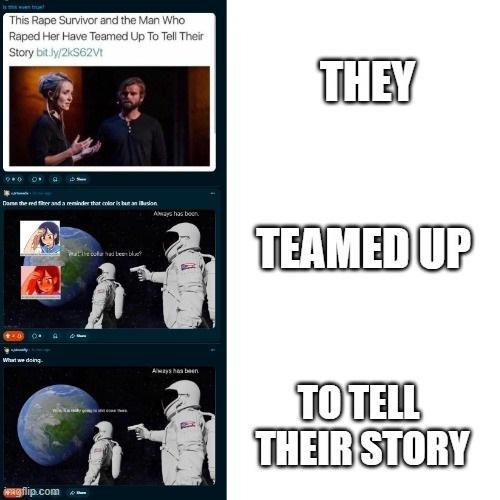 Is this even true?
This Rape Survivor and the Man Who
Raped Her Have Teamed Up To Tell Their
Story bit.ly/2kS62Vt
THEY
Share
Damn the red filter and a reminder that color is but an illusion.
Always has been.
Wait, the collar had been blue?
TEAMED UP
Share
What we doing..
Always has been.
TO TELL
THEIR STORY
Share
imgflip.com